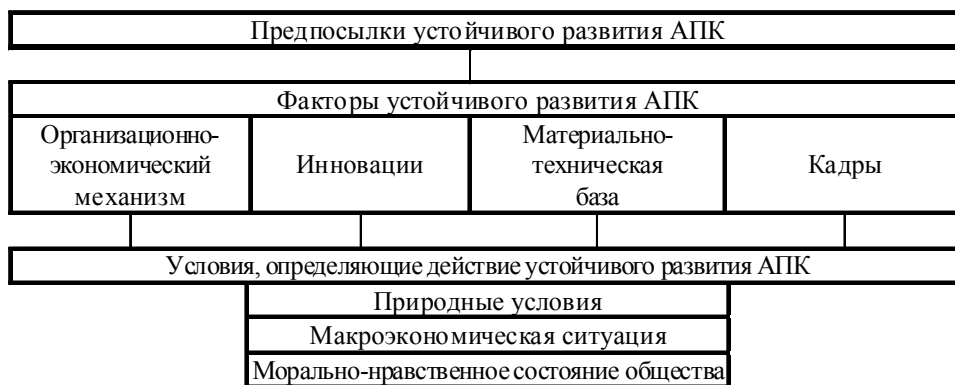 Предпосылки устойчивого развития АПК
Факторы устойчивого развития АПК
Организационно-
экономический
механизм
Инновации
Материально-
техническая
база
Кадры
Условия, определяющие действие устойчивого развития АПК
Природные условия
Макроэкономическая ситуация
Морально-нравственное состояние общества